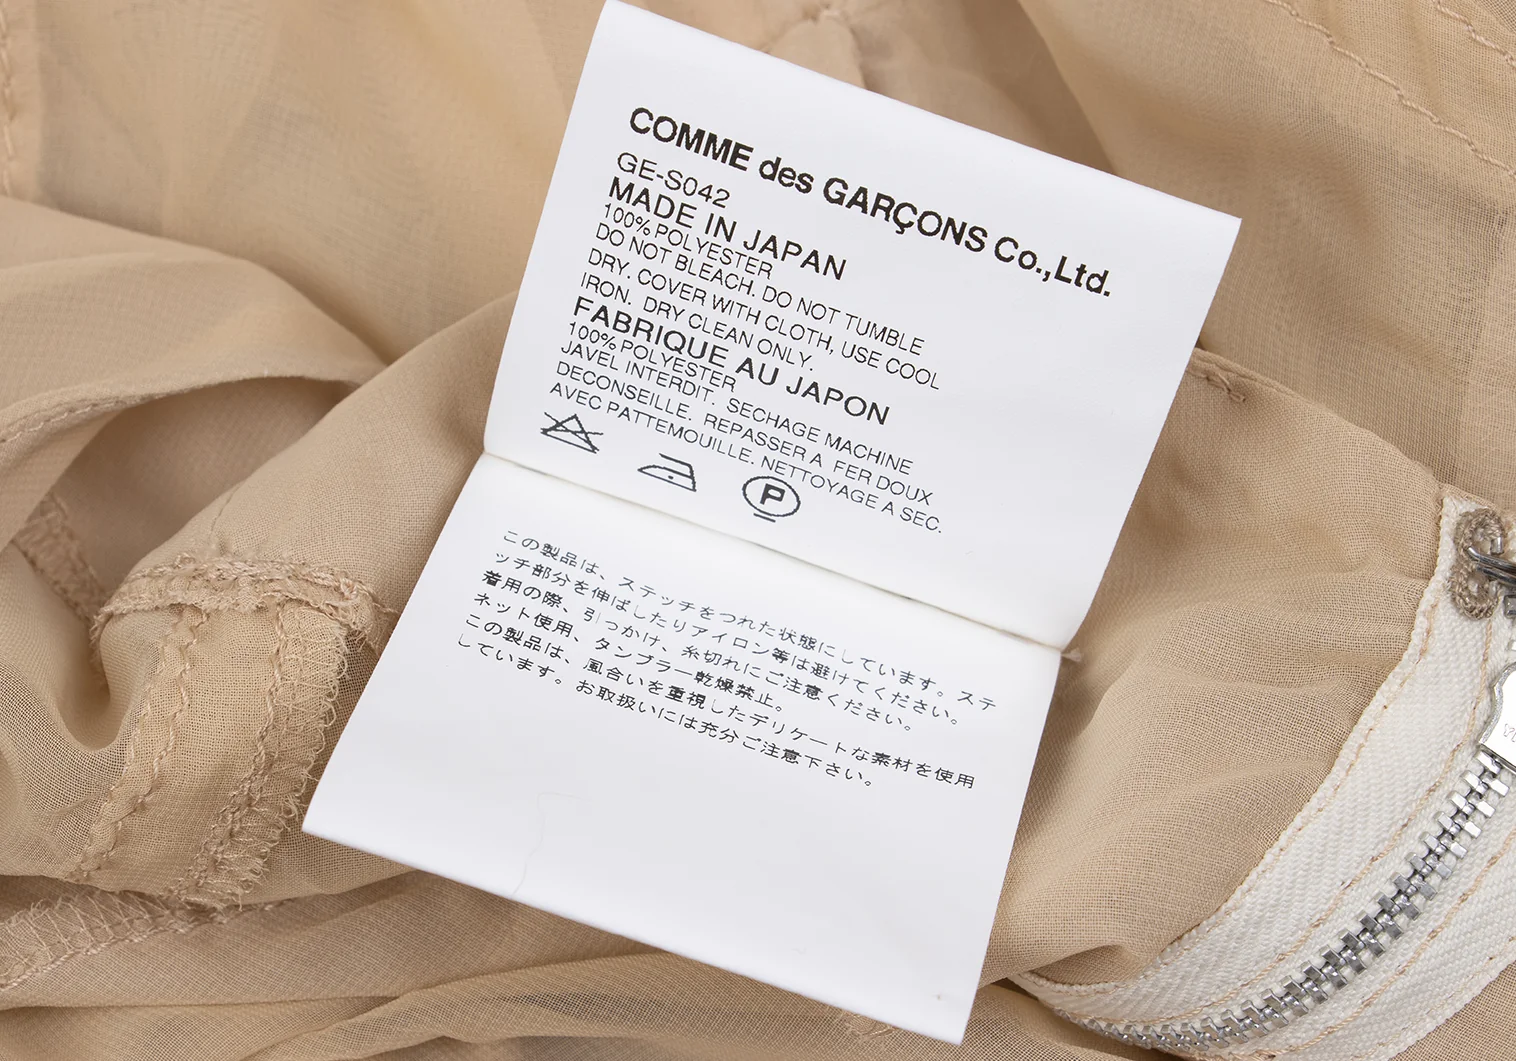 COMME des GARÇONS Co.,Ltd.
GE-S042
MADE IN JAPAN
100% POLYESTER
DO NOT BLEACH. DO NOT TUMBLE
DRY. COVER WITH CLOTH, USE COOL
IRON. DRY CLEAN ONLY.
FABRIQUE AU JAPON
100% POLYESTER
JAVEL INTERDIT. SECHAGE MACHINE
DECONSEILLE. REPASSER A FER DOUX
AVEC PATTEMOUILLE. NETTOYAGE A SEC.
P
この製品は、ステッチをつれた状態にしています。ステ
ッチ部分を伸ばしたりアイロン等は避けてください。
着用の際、引っかけ、糸切れにご注意ください。
ネット使用、タンブラー乾燥禁止。
この製品は、風合いを重視したデリケートな素材を使用
しています。お取扱いには充分ご注意下さい。